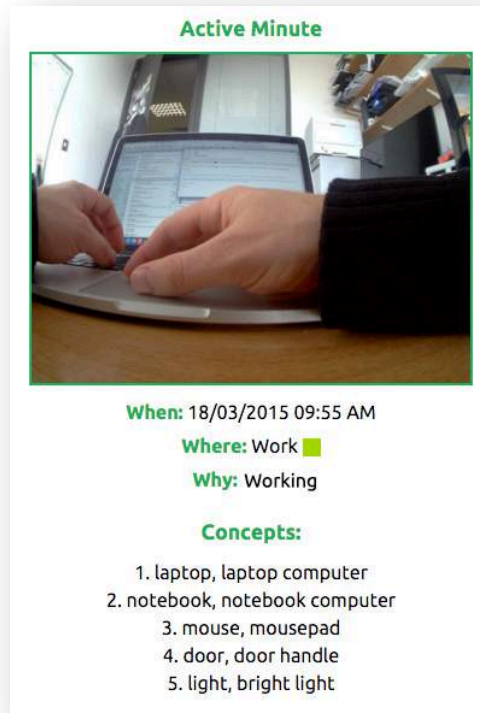 Active Minute
When: 18/03/2015 09:55 AM
Where: Work
Why: Working
Concepts:
1. laptop, laptop computer
2. notebook, notebook computer
3. mouse, mousepad
4. door, door handle
5. light, bright light